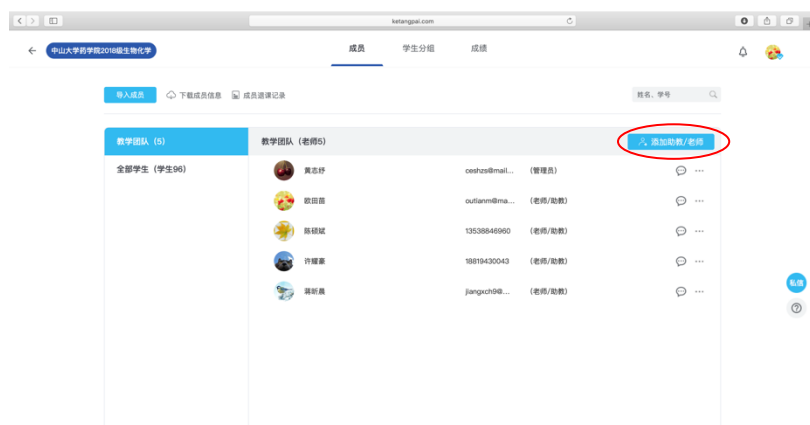 ketangpai.com
中山大学药学院2018级生物化学
成员 学生分组 成绩
导入成员 下载成员信息 成员退课记录
姓名、学号
教学团队（5） 教学团队（老师5） 添加助教/老师
全部学生（学生96）
黄志纾 ceshzs@mail... （管理员）
欧田苗 outianm@ma... （老师/助教）
陈硕斌 13538846960 （老师/助教）
许耀豪 18819430043 （老师/助教）
蒋昕晨 jiangxch9@... （老师/助教）
私信